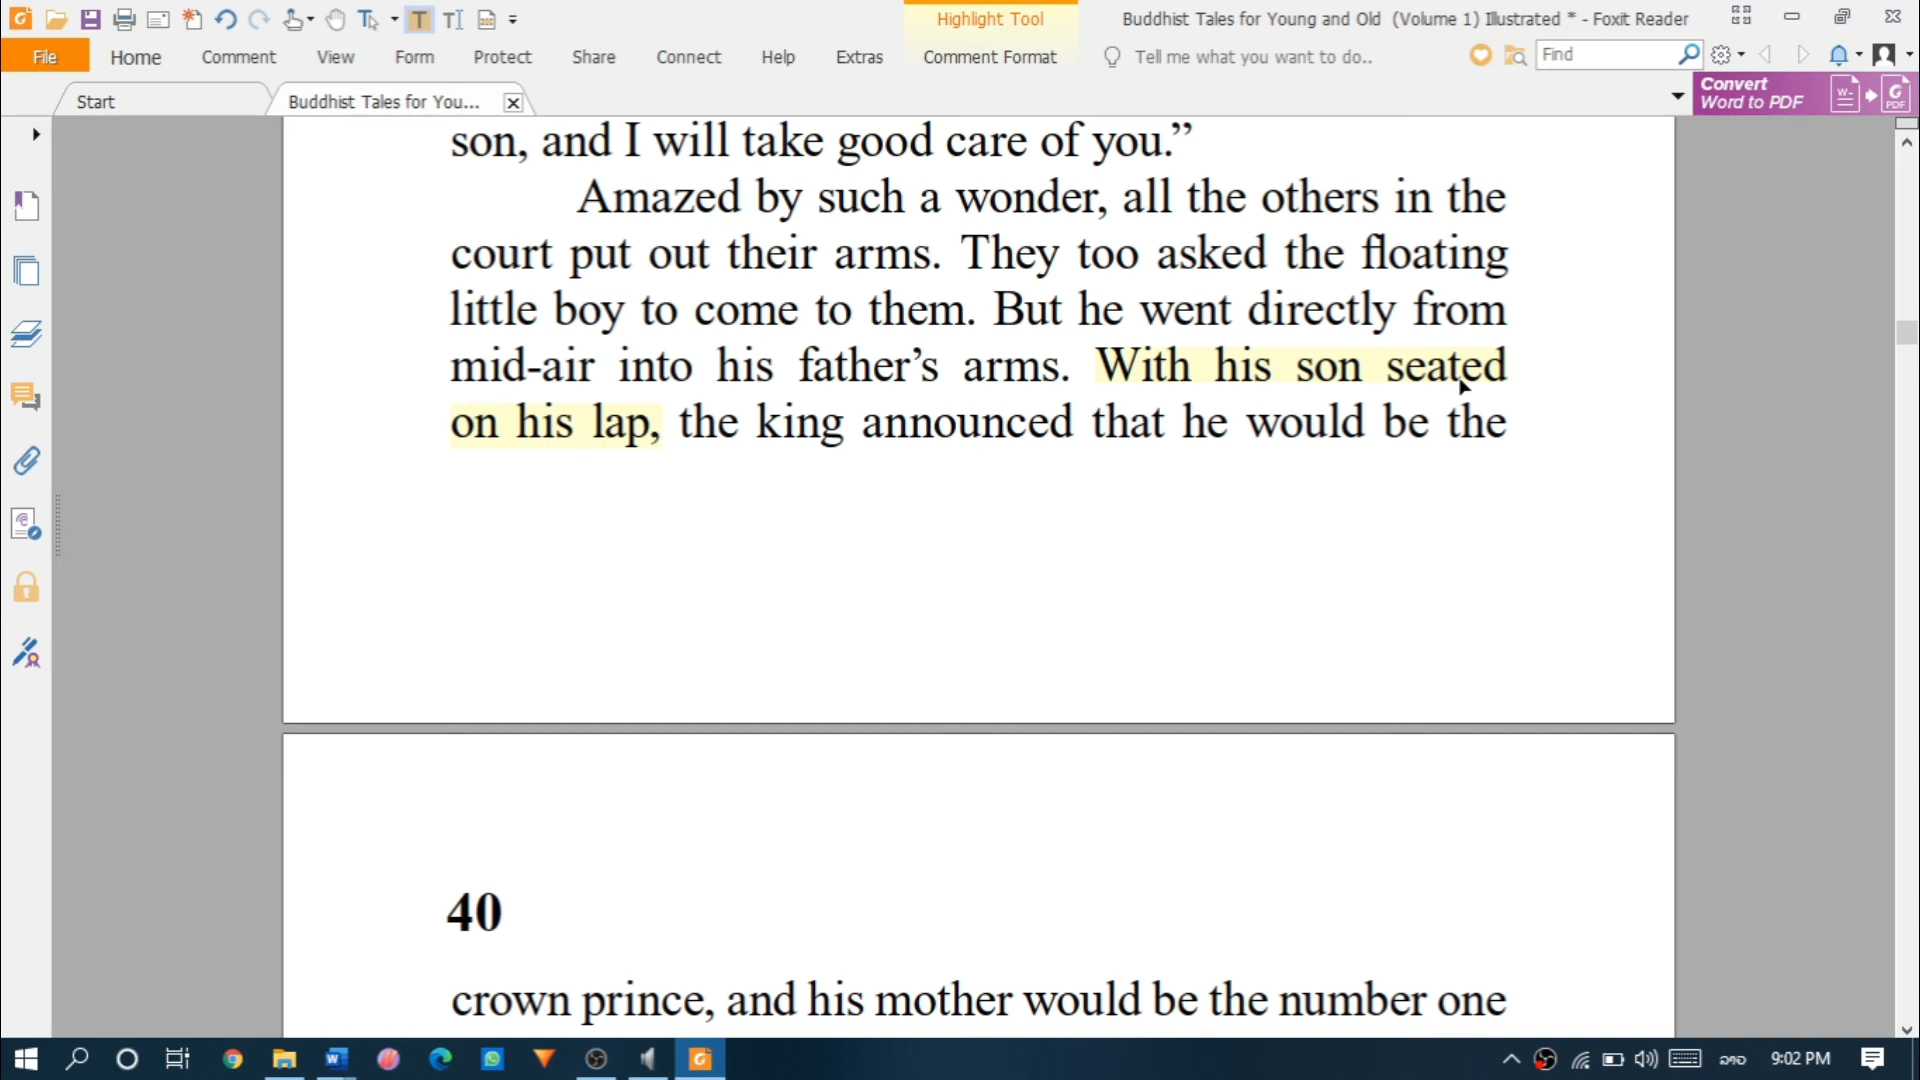 Highlight Tool
Buddhist Tales for Young and Old (Volume 1) Illustrated * - Foxit Reader
File Home Comment View Form Protect Share Connect Help Extras Comment Format Tell me what you want to do.. Find
Start
Buddhist Tales for You...
Convert
Word to PDF
son, and I will take good care of you.”
Amazed by such a wonder, all the others in the
court put out their arms. They too asked the floating
little boy to come to them. But he went directly from
mid-air into his father’s arms. With his son seated
on his lap, the king announced that he would be the
40
crown prince, and his mother would be the number one
ລາວ 9:02 PM